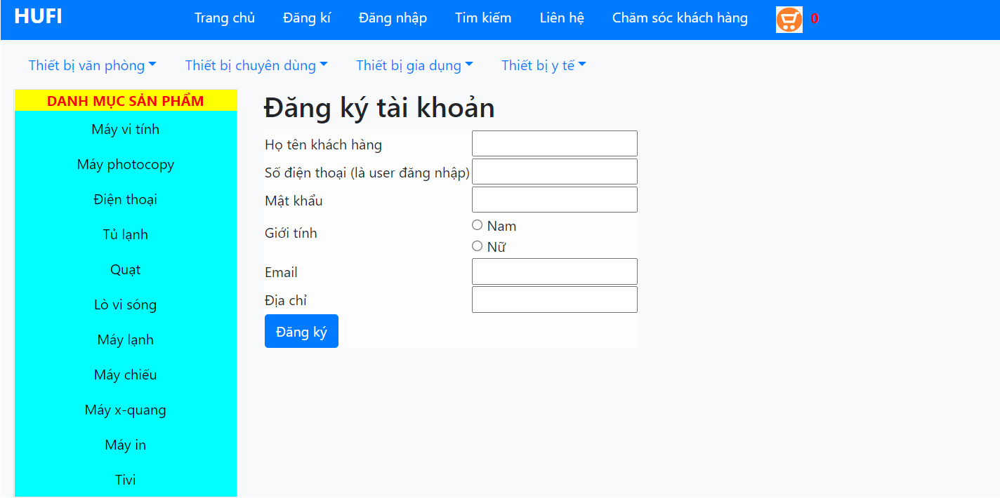 HUFI Trang chủ Đăng kí Đăng nhập Tìm kiếm Liên hệ Chăm sóc khách hàng 0
Thiết bị văn phòng Thiết bị chuyên dùng Thiết bị gia dụng Thiết bị y tế
DANH MỤC SẢN PHẨM
Máy vi tính
Máy photocopy
Điện thoại
Tủ lạnh
Quạt
Lò vi sóng
Máy lạnh
Máy chiếu
Máy x-quang
Máy in
Tivi
Đăng ký tài khoản
Họ tên khách hàng
Số điện thoại (là user đăng nhập)
Mật khẩu
Giới tính
Nam
Nữ
Email
Địa chỉ
Đăng ký